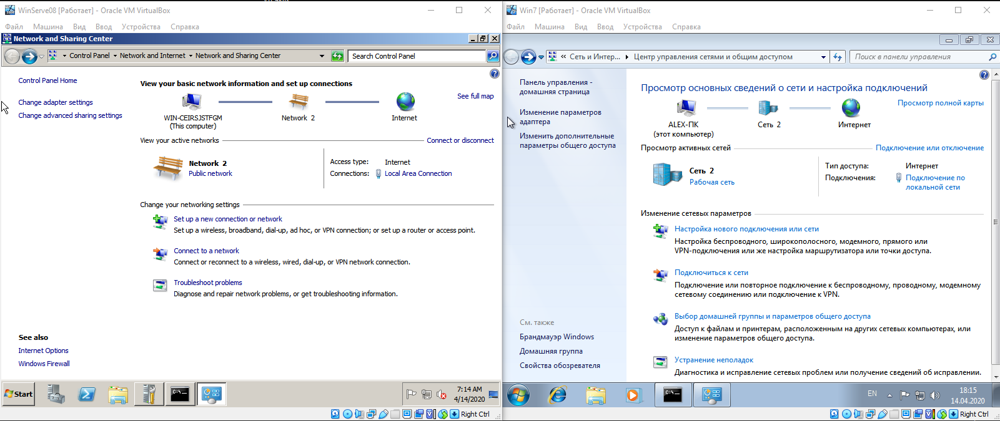 WinServe08 [Работает] - Oracle VM VirtualBox
Файл Машина Вид Ввод Устройства Справка
Network and Sharing Center
Control Panel Network and Internet Network and Sharing Center
Search Control Panel
Control Panel Home
Change adapter settings
Change advanced sharing settings
View your basic network information and set up connections
See full map
WIN-CEIRSJSTFGM
(This computer)
Network 2
Internet
View your active networks
Connect or disconnect
Network 2
Public network
Access type: Internet
Connections: Local Area Connection
Change your networking settings
Set up a new connection or network
Set up a wireless, broadband, dial-up, ad hoc, or VPN connection; or set up a router or access point.
Connect to a network
Connect or reconnect to a wireless, wired, dial-up, or VPN network connection.
Troubleshoot problems
Diagnose and repair network problems, or get troubleshooting information.
See also
Internet Options
Windows Firewall
Start
7:14 AM
4/14/2020
Right Ctrl
Win7 [Работает] - Oracle VM VirtualBox
Файл Машина Вид Ввод Устройства Справка
« Сеть и Интер... Центр управления сетями и общим доступом
Поиск в панели управления
Панель управления -
домашняя страница
Изменение параметров
адаптера
Изменить дополнительные
параметры общего доступа
Просмотр основных сведений о сети и настройка подключений
Просмотр полной карты
ALEX-ПК
(этот компьютер)
Сеть 2
Интернет
Просмотр активных сетей
Подключение или отключение
Сеть 2
Рабочая сеть
Тип доступа: Интернет
Подключения: Подключение по
локальной сети
Изменение сетевых параметров
Настройка нового подключения или сети
Настройка беспроводного, широкополосного, модемного, прямого или
VPN-подключения или же настройка маршрутизатора или точки доступа.
Подключиться к сети
Подключение или повторное подключение к беспроводному, проводному, модемному
сетевому соединению или подключение к VPN.
Выбор домашней группы и параметров общего доступа
Доступ к файлам и принтерам, расположенным на других сетевых компьютерах, или
изменение параметров общего доступа.
Устранение неполадок
Диагностика и исправление сетевых проблем или получение сведений об исправлении.
См. также
Брандмауэр Windows
Домашняя группа
Свойства обозревателя
EN
18:15
14.04.2020
Right Ctrl